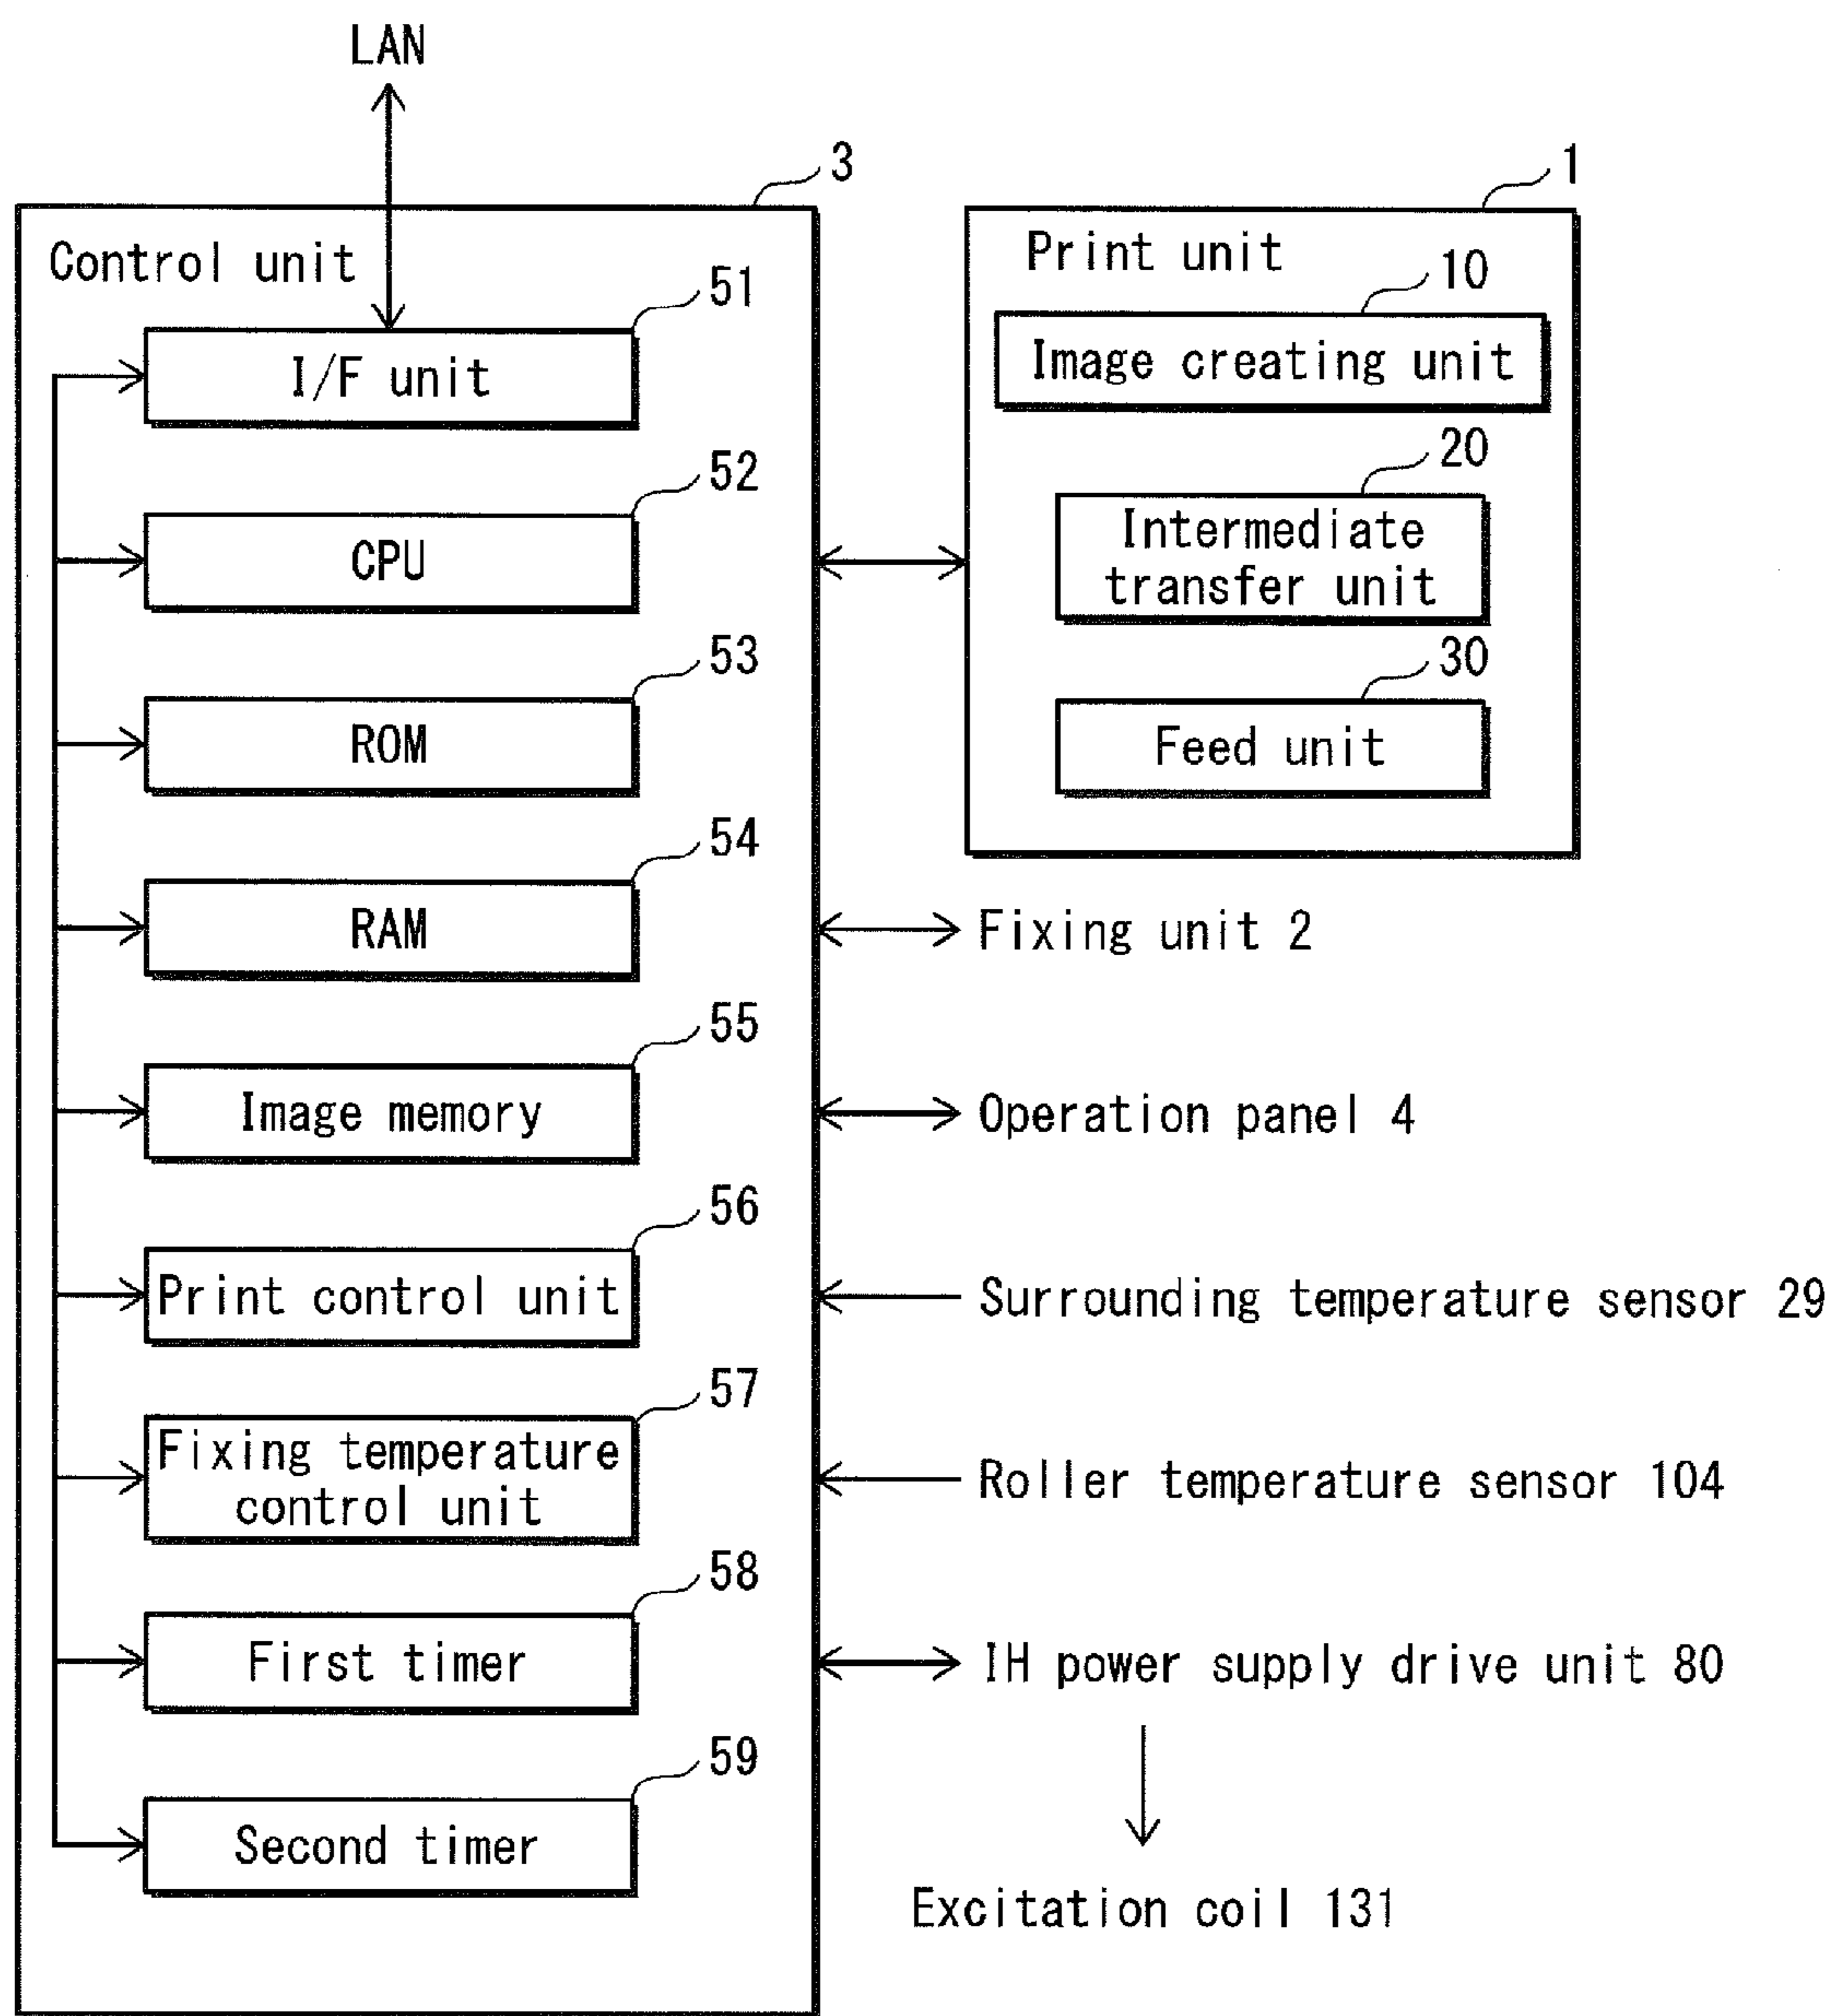 LAN
3
Control unit
51
I/F unit
52
CPU
53
ROM
54
RAM
55
Image memory
56
Print control unit
57
Fixing temperature
control unit
58
First timer
59
Second timer
1
Print unit
10
Image creating unit
20
Intermediate
transfer unit
30
Feed unit
Fixing unit 2
Operation panel 4
Surrounding temperature sensor 29
Roller temperature sensor 104
IH power supply drive unit 80
Excitation coil 131